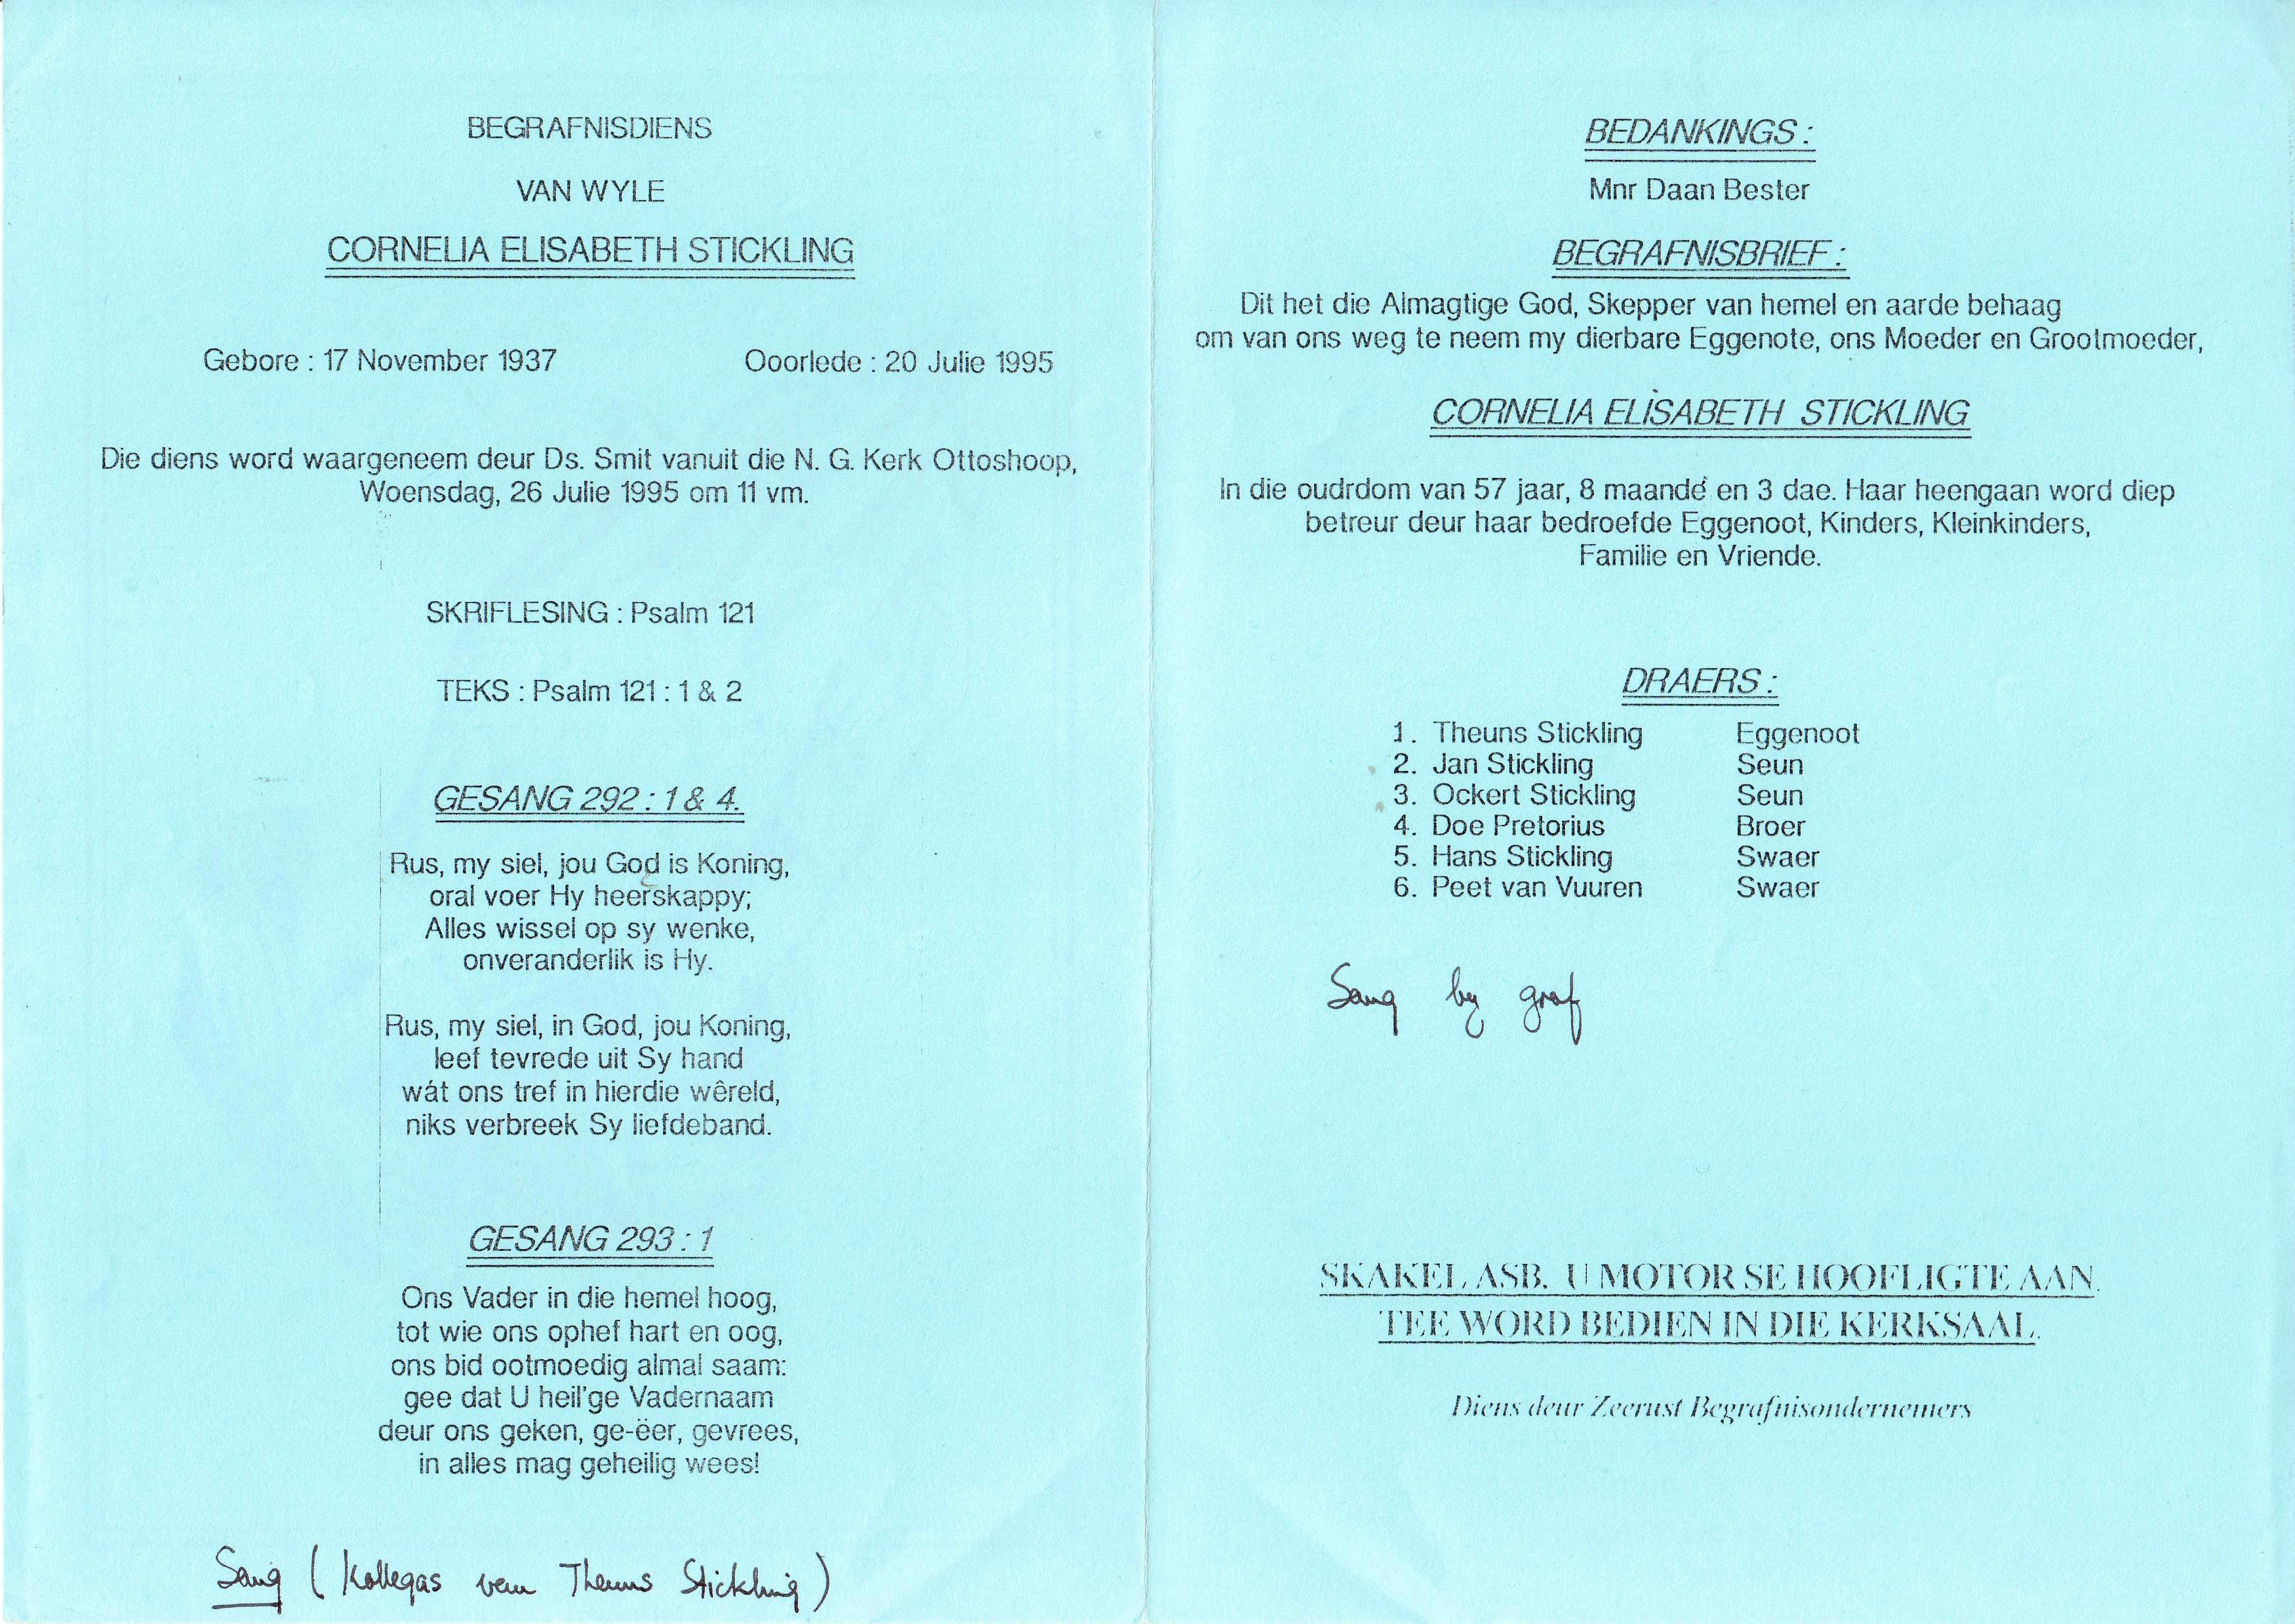 BEGRAFNISDIENS
VAN WYLE
CORNELIA ELISABETH STICKLING
Gebore : 17 November 1937 Ooorlede : 20 Julie 1995
Die diens word waargeneem deur Ds. Smit vanuit die N. G. Kerk Ottoshoop,
Woensdag, 26 Julie 1995 om 11 vm.
SKRIFLESING : Psalm 121
TEKS : Psalm 121 : 1 & 2
GESANG 292 : 1 & 4.
Rus, my siel, jou God is Koning,
oral voer Hy heerskappy;
Alles wissel op sy wenke,
onveranderlik is Hy.
Rus, my siel, in God, jou Koning,
leef tevrede uit Sy hand
wát ons tref in hierdie wêreld,
niks verbreek Sy liefdeband.
GESANG 293 : 1
Ons Vader in die hemel hoog,
tot wie ons ophef hart en oog,
ons bid ootmoedig almal saam:
gee dat U heil'ge Vadernaam
deur ons geken, ge-ëer, gevrees,
in alles mag geheilig wees!
Sang (Kollegas van Theuns Stickling)
BEDANKINGS :
Mnr Daan Bester
BEGRAFNISBRIEF :
Dit het die Almagtige God, Skepper van hemel en aarde behaag
om van ons weg te neem my dierbare Eggenote, ons Moeder en Grootmoeder,
CORNELIA ELISABETH STICKLING
In die oudrdom van 57 jaar, 8 maande en 3 dae. Haar heengaan word diep
betreur deur haar bedroefde Eggenoot, Kinders, Kleinkinders,
Familie en Vriende.
DRAERS :
1. Theuns Stickling Eggenoot
2. Jan Stickling Seun
3. Ockert Stickling Seun
4. Doe Pretorius Broer
5. Hans Stickling Swaer
6. Peet van Vuuren Swaer
Sang by graf
SKAKEL ASB. U MOTOR SE HOOFLIGTE AAN.
TEE WORD BEDIEN IN DIE KERKSAAL.
Diens deur Zeerust Begrafnisondernemers